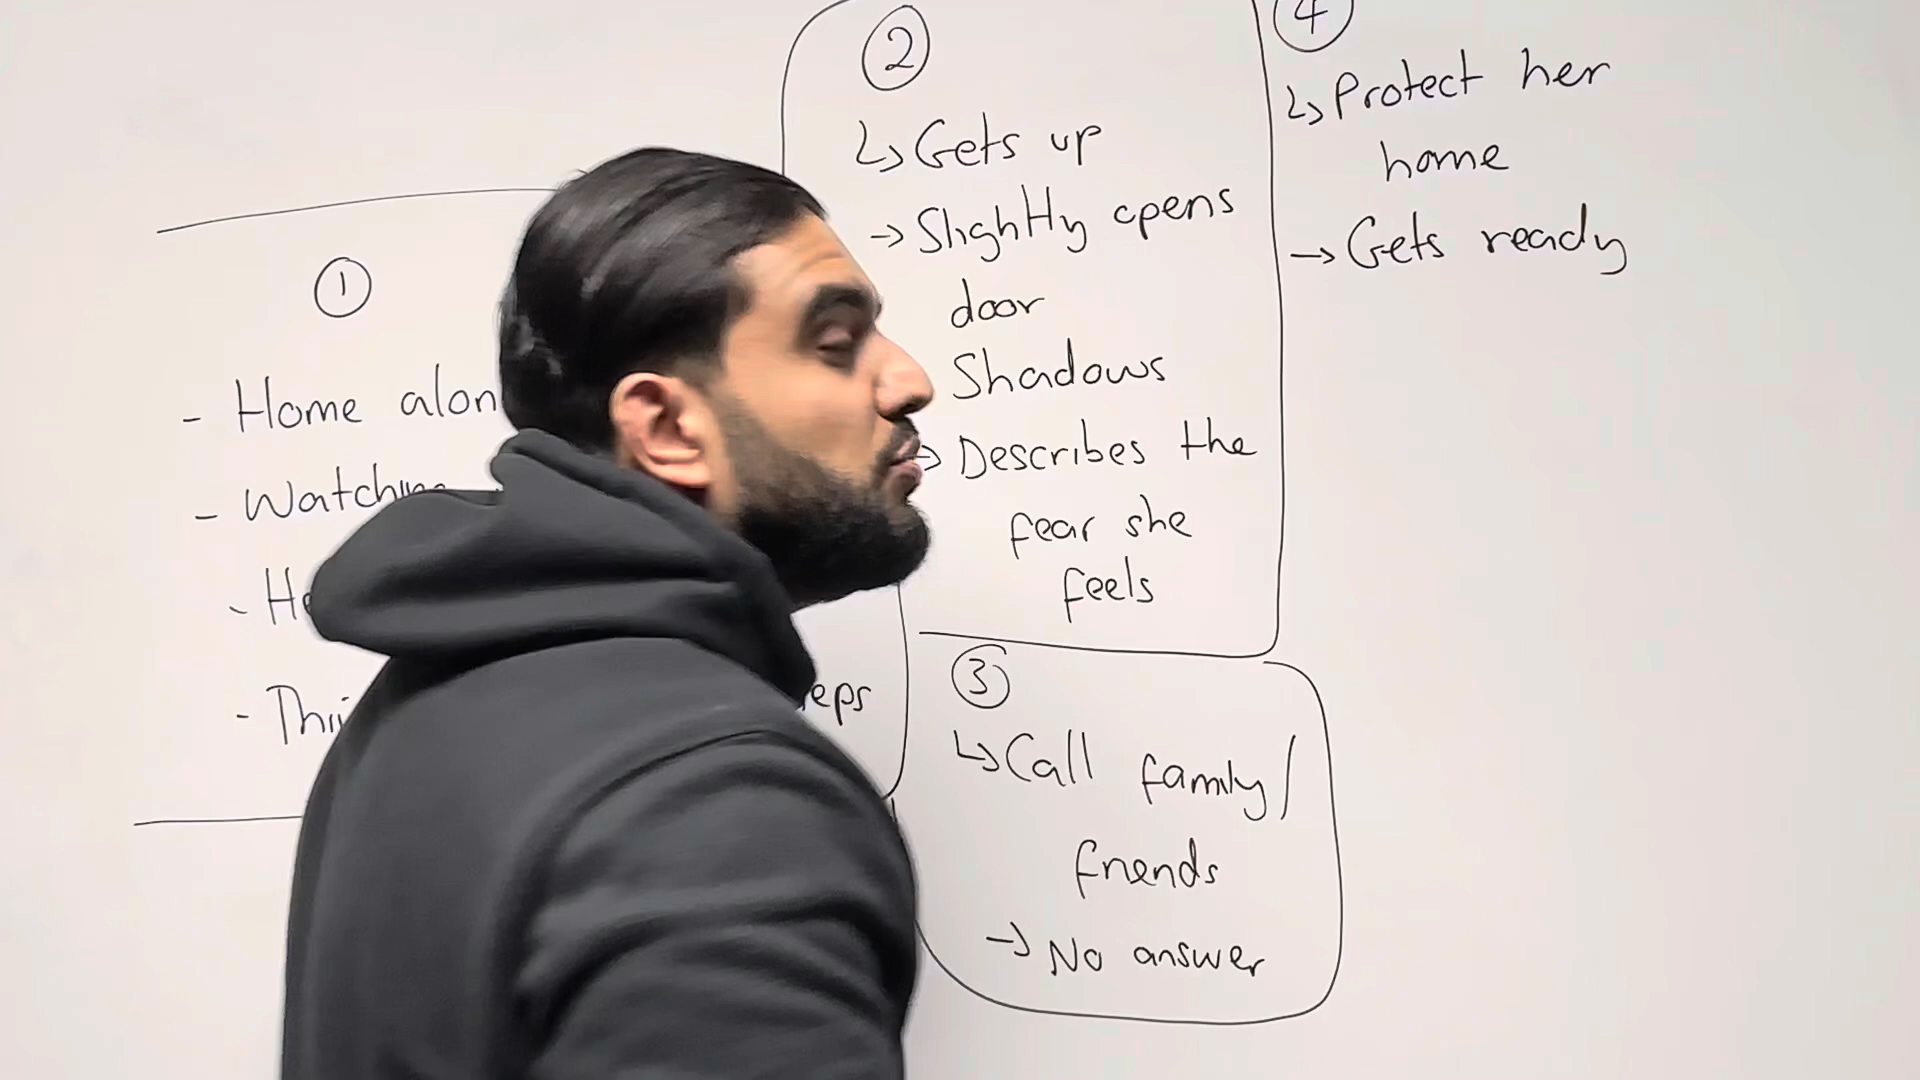 ①
- Home alon
- Watching
- He
- Thi
eps
②
↳ Gets up
→ Slightly opens
door
Shadows
→ Describes the
fear she
feels
③
↳ Call family/
friends
→ No answer
④
↳ Protect her
home
→ Gets ready